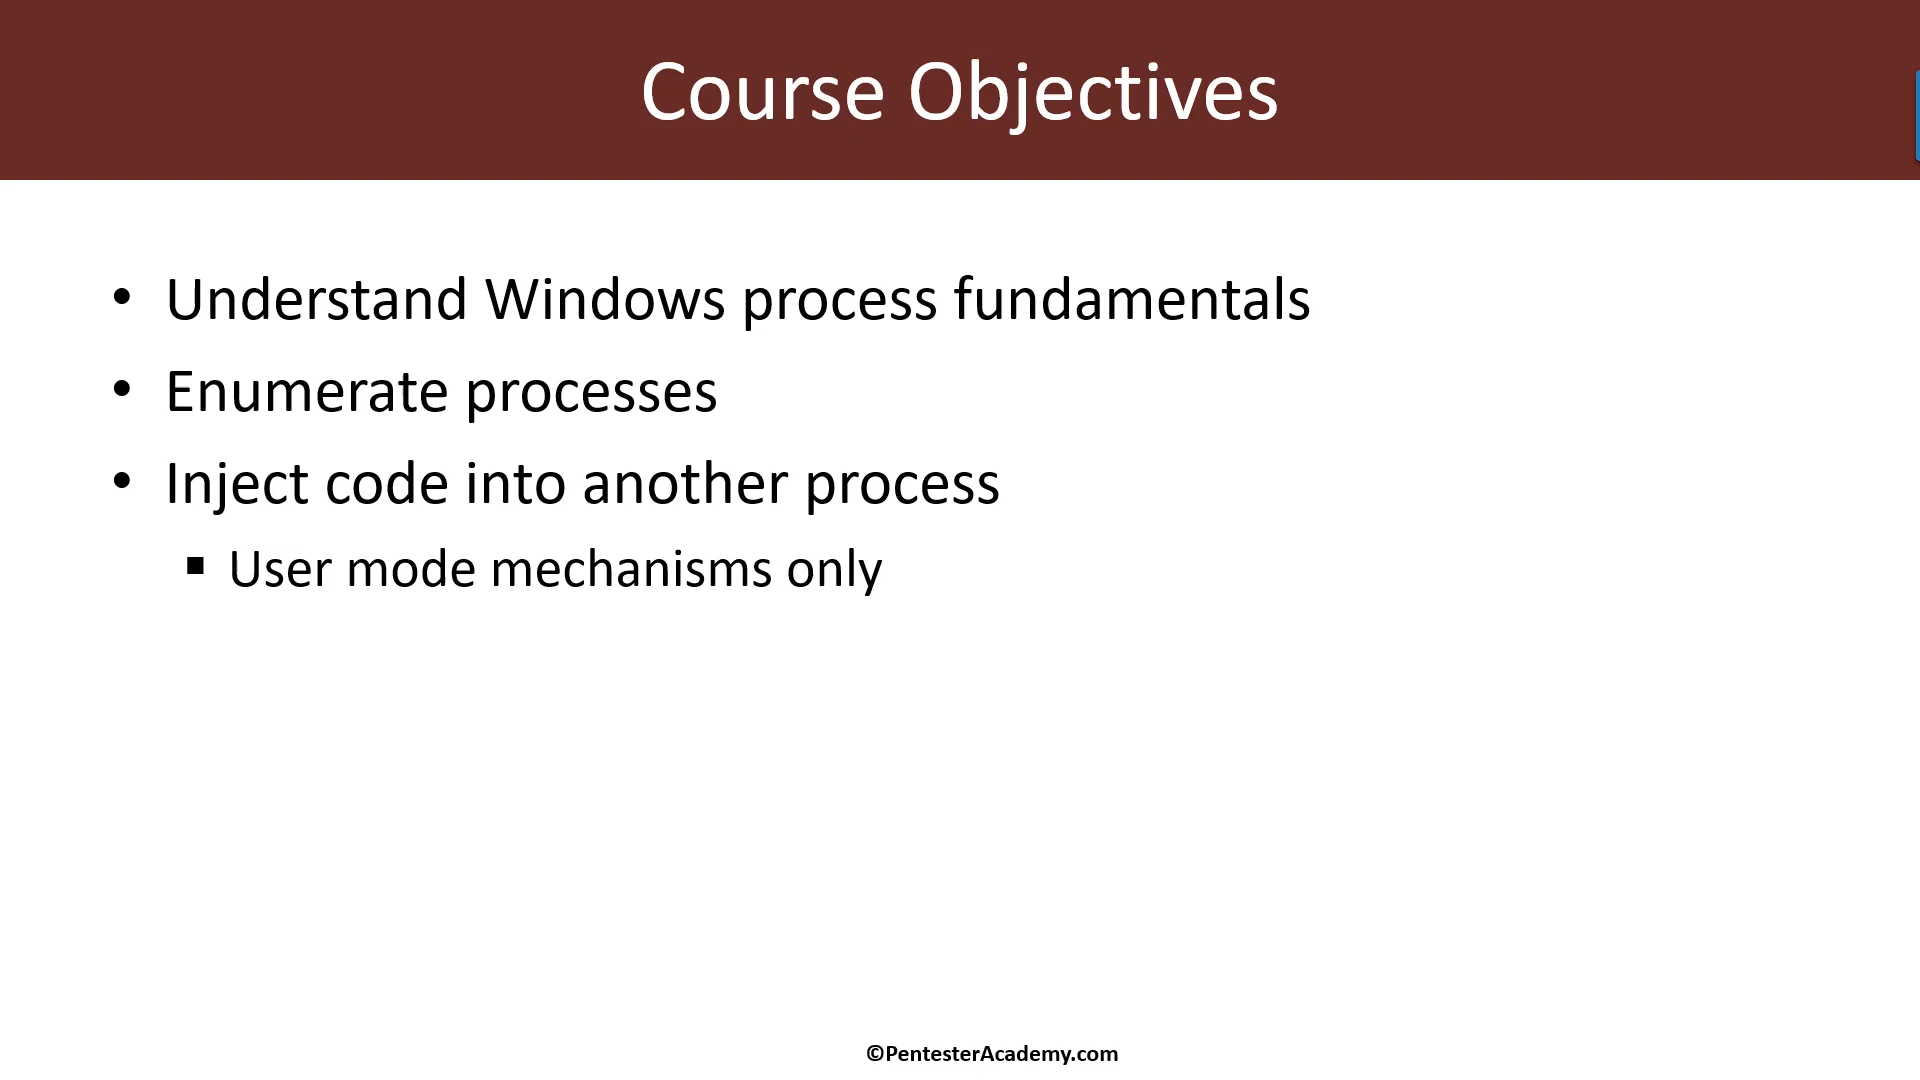 Course Objectives
• Understand Windows process fundamentals
• Enumerate processes
• Inject code into another process
▪ User mode mechanisms only
©PentesterAcademy.com